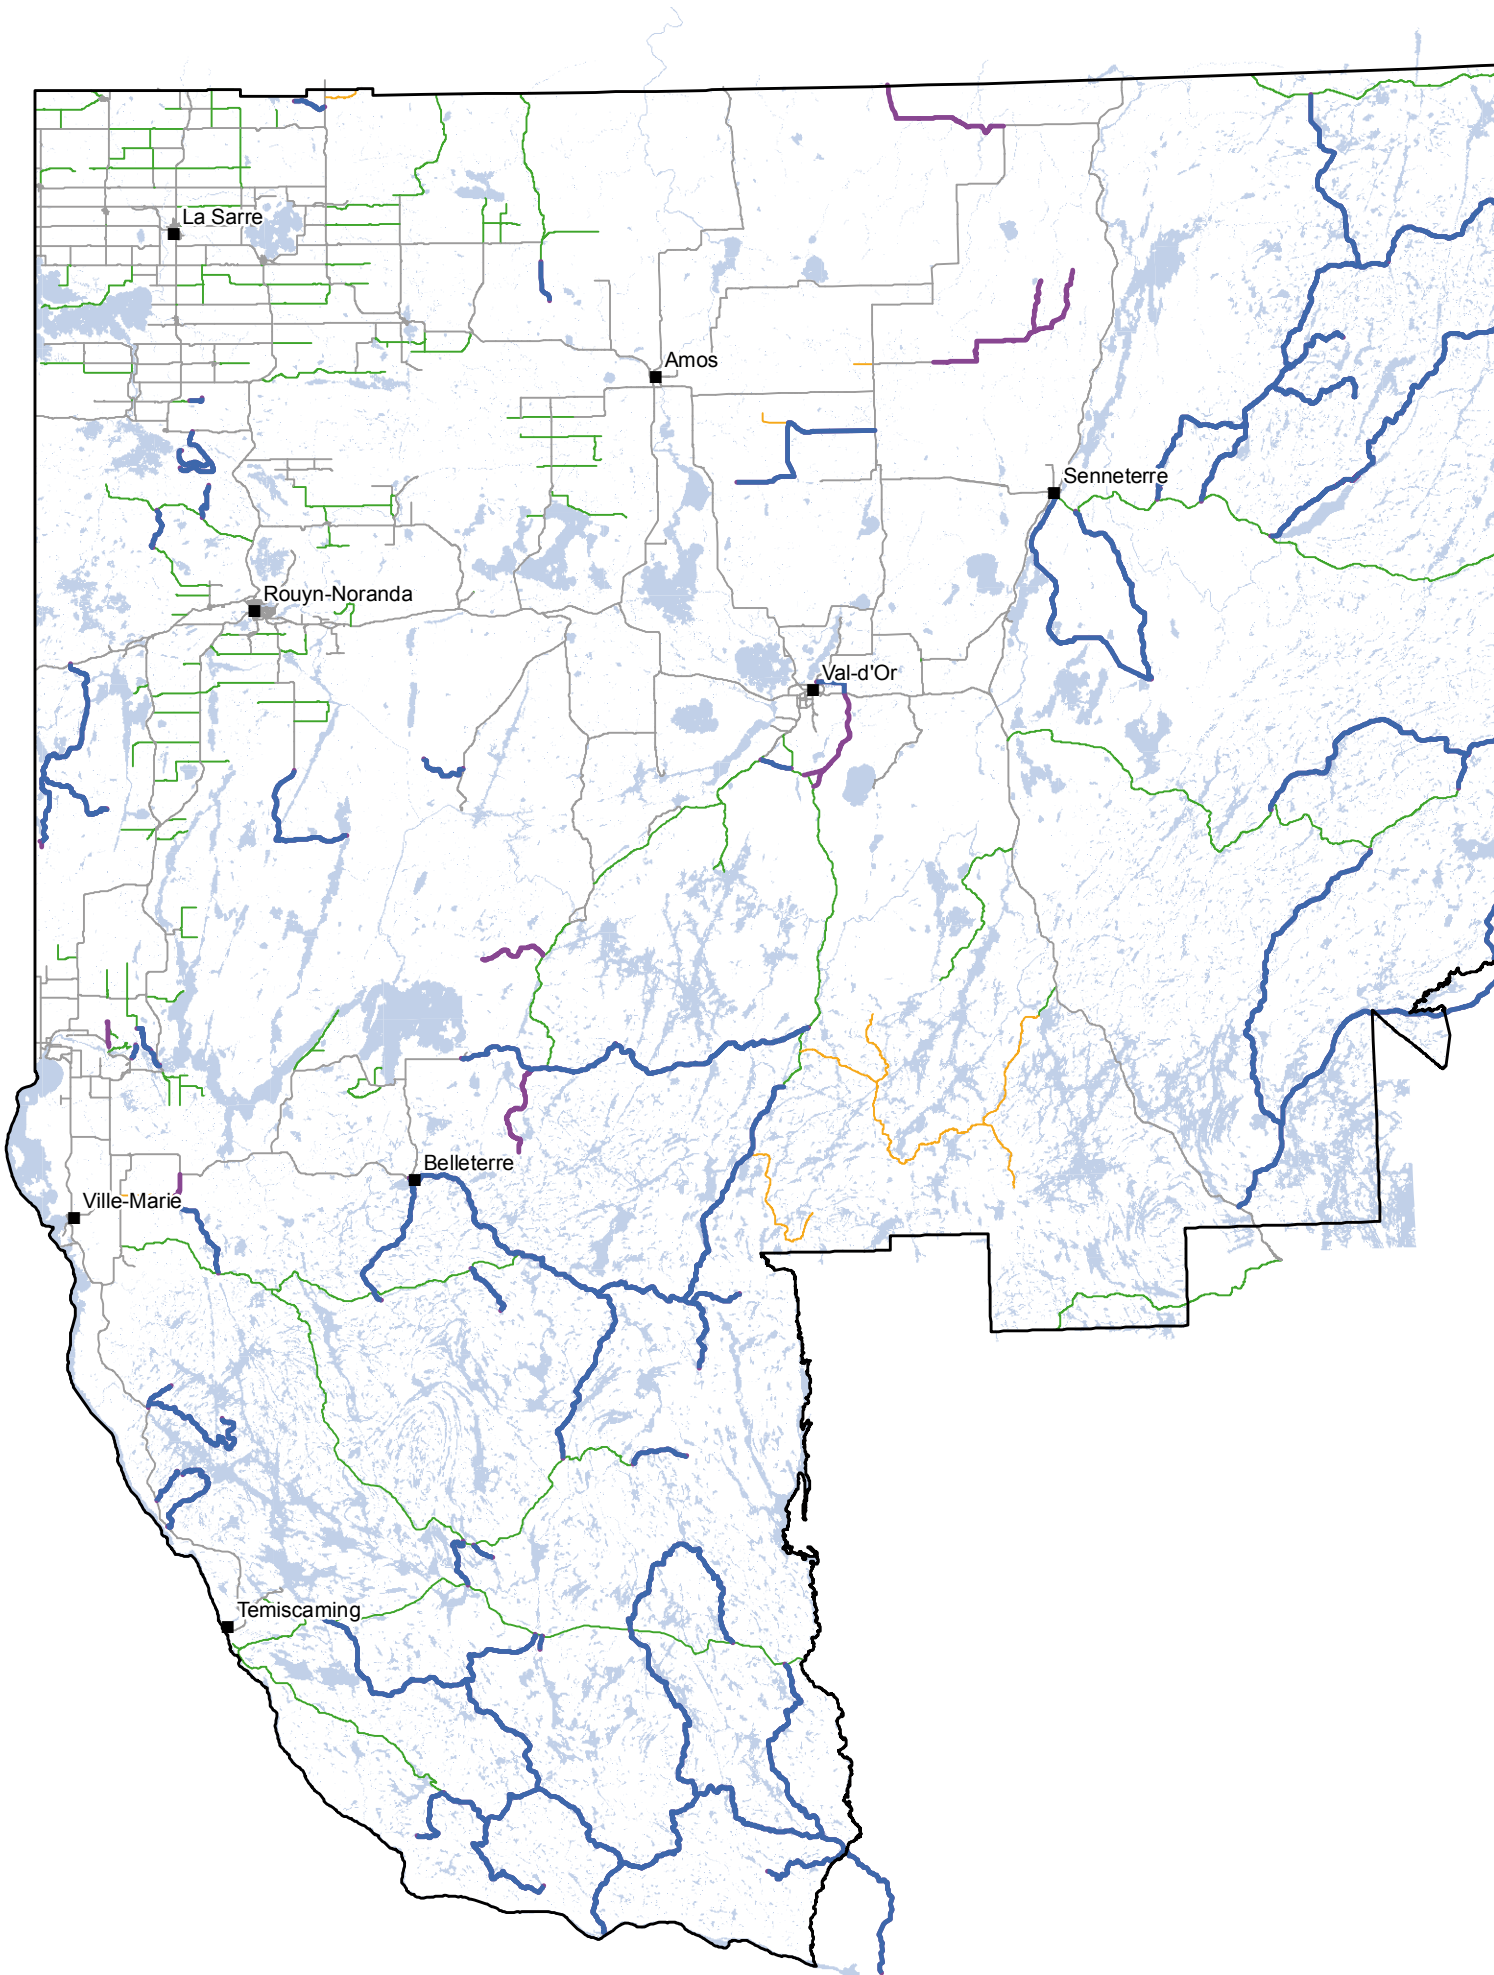 La Sarre
Amos
Senneterre
Rouyn-Noranda
Val-d'Or
Belleterre
Ville-Marie
Temiscaming